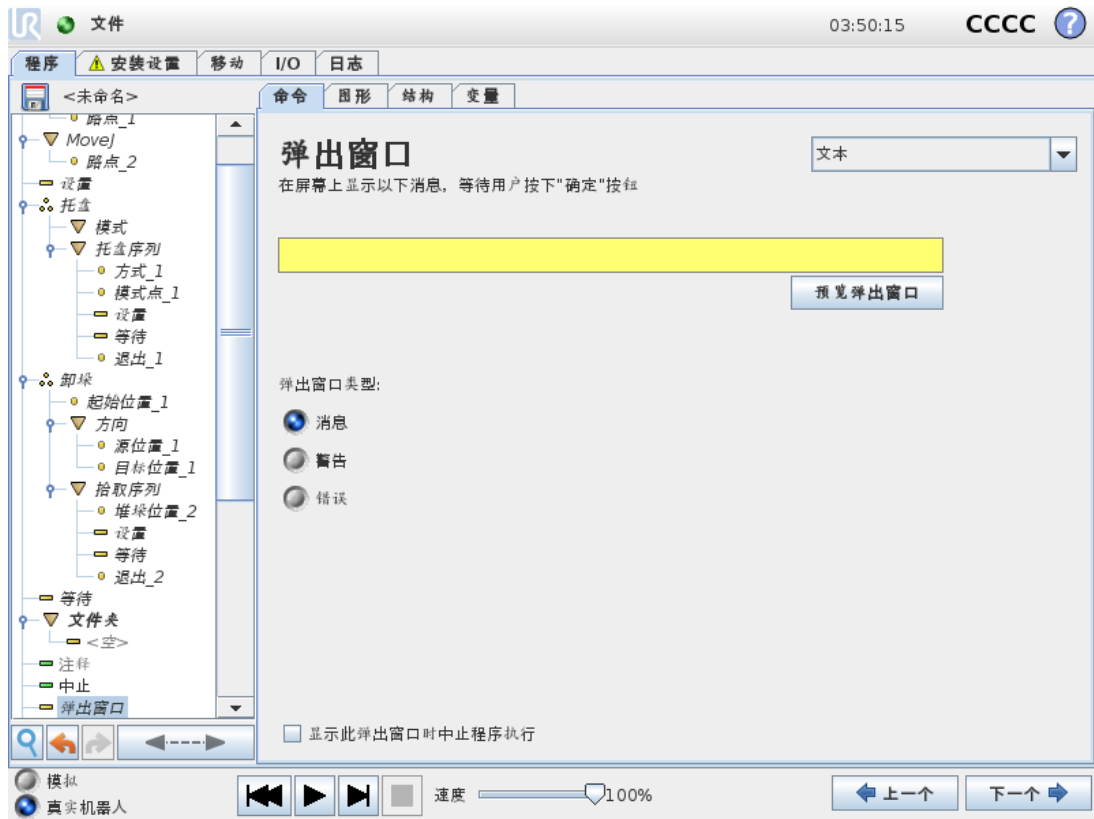 UR 文件 03:50:15 CCCC ?
程序 安装设置 移动 I/O 日志
<未命名>
命令 图形 结构 变量
路点_1
MoveJ
路点_2
设置
托盘
模式
托盘序列
方式_1
模式点_1
设置
等待
退出_1
卸垛
起始位置_1
方向
源位置_1
目标位置_1
拾取序列
堆垛位置_2
设置
等待
退出_2
等待
文件夹
<空>
注释
中止
弹出窗口
弹出窗口
文本
在屏幕上显示以下消息，等待用户按下"确定"按钮
预览弹出窗口
弹出窗口类型:
消息
警告
错误
显示此弹出窗口时中止程序执行
模拟
真实机器人
速度 100%
上一个 下一个